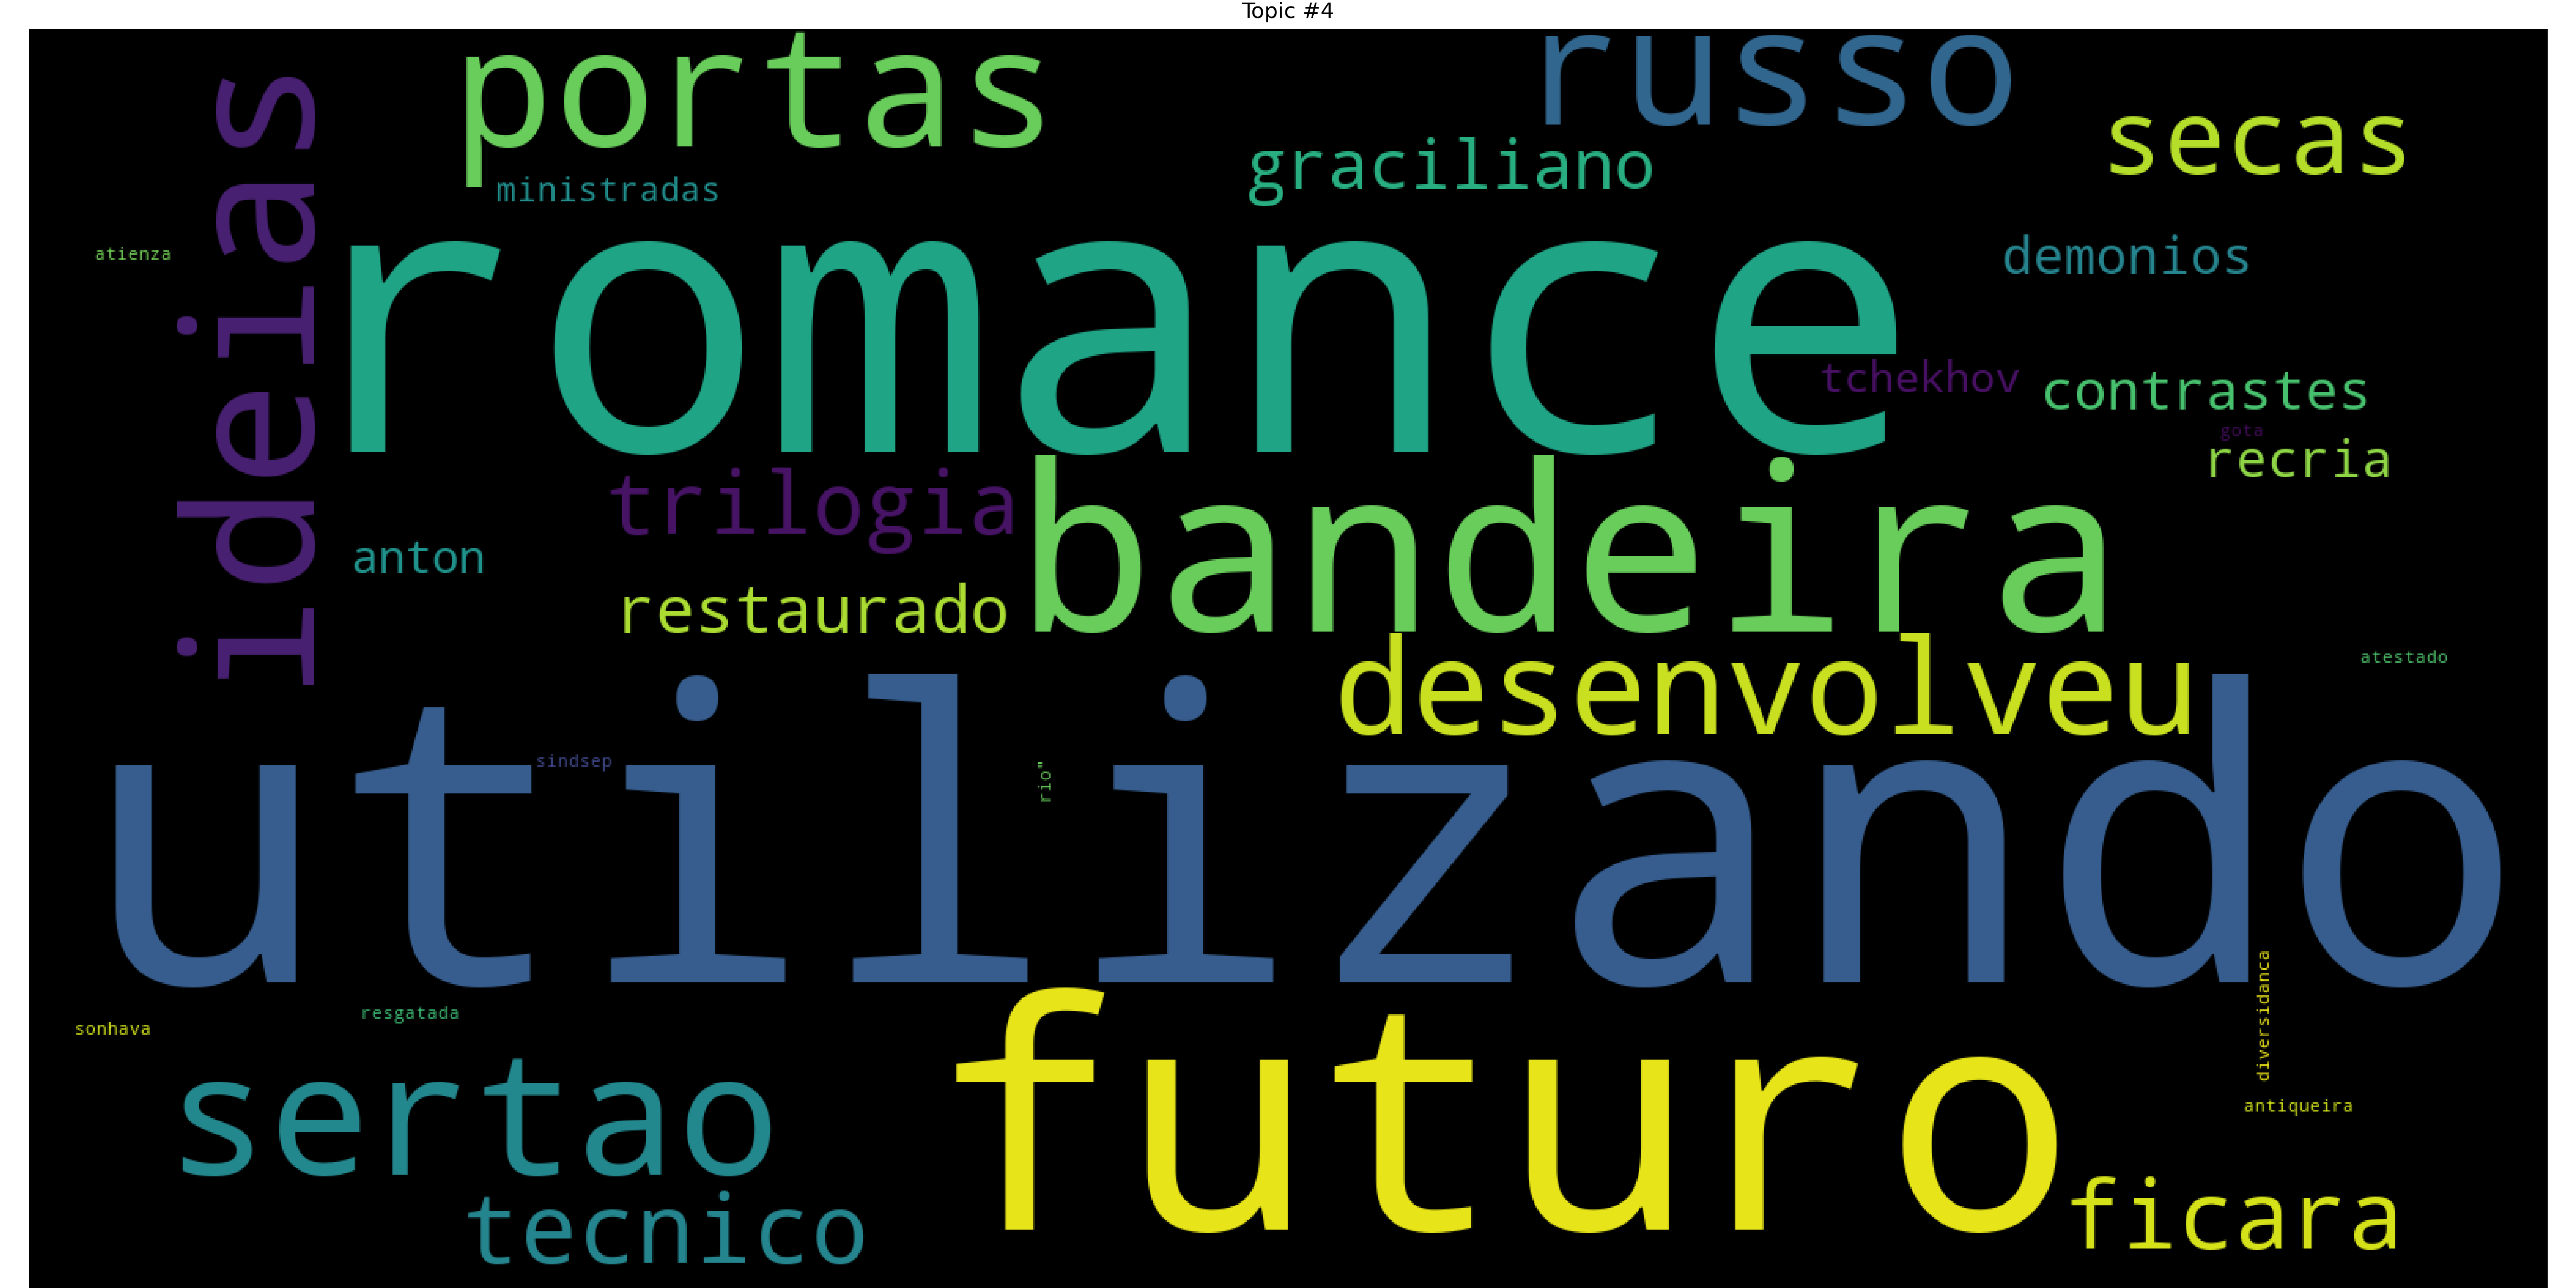 Topic #4
portas
russo
secas
graciliano
ministradas
ideias
atienza
romance
demonios
tchekhov
contrastes
gota
recria
trilogia
bandeira
anton
restaurado
desenvolveu
atestado
utilizando
sindsep
rio"
diversidanca
resgatada
sonhava
futuro
sertao
antiqueira
tecnico
ficara